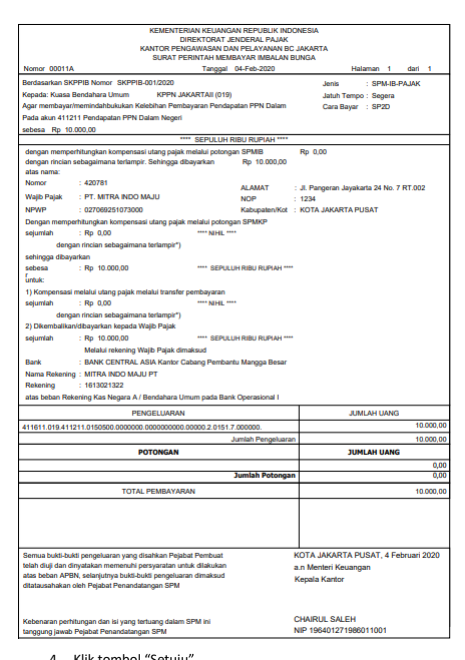 KEMENTERIAN KEUANGAN REPUBLIK INDONESIA
DIREKTORAT JENDERAL PAJAK
KANTOR PENGAWASAN DAN PELAYANAN BC JAKARTA
SURAT PERINTAH MEMBAYAR IMBALAN BUNGA
Nomor 00011A Tanggal 04-Feb-2020 Halaman 1 dari 1
Berdasarkan SKPPIB Nomor SKPPIB-001/2020 Jenis : SPM-IB-PAJAK
Kepada: Kuasa Bendahara Umum KPPN JAKARTAII (019) Jatuh Tempo : Segera
Agar membayar/memindahbukukan Kelebihan Pembayaran Pendapatan PPN Dalam Cara Bayar : SP2D
Pada akun 411211 Pendapatan PPN Dalam Negeri
sebesa Rp 10.000,00
**** SEPULUH RIBU RUPIAH ****
dengan memperhitungkan kompensasi utang pajak melalui potongan SPMIB Rp 0,00
dengan rincian sebagaimana terlampir. Sehingga dibayarkan Rp 10.000,00
atas nama:
Nomor : 420781 ALAMAT : Jl. Pangeran Jayakarta 24 No. 7 RT.002
Wajib Pajak : PT. MITRA INDO MAJU NOP : 1234
NPWP : 027069251073000 Kabupaten/Kot : KOTA JAKARTA PUSAT
Dengan memperhitungkan kompensasi utang pajak melalui potongan SPMKP
sejumlah : Rp 0,00 **** NIHIL ****
dengan rincian sebagaimana terlampir*)
sehingga dibayarkan
sebesa : Rp 10.000,00 **** SEPULUH RIBU RUPIAH ****
r
untuk:
1) Kompensasi melalui utang pajak melalui transfer pembayaran
sejumlah : Rp 0,00 **** NIHIL ****
dengan rincian sebagaimana terlampir*)
2) Dikembalikan/dibayarkan kepada Wajib Pajak
sejumlah : Rp 10.000,00 **** SEPULUH RIBU RUPIAH ****
Melalui rekening Wajib Pajak dimaksud
Bank : BANK CENTRAL ASIA Kantor Cabang Pembantu Mangga Besar
Nama Rekening : MITRA INDO MAJU PT
Rekening : 1613021322
atas beban Rekening Kas Negara A / Bendahara Umum pada Bank Operasional I
PENGELUARAN JUMLAH UANG
411611.019.411211.0150500.0000000.0000000000.00000.2.0151.7.000000. 10.000,00
Jumlah Pengeluaran 10.000,00
POTONGAN JUMLAH UANG
0,00
Jumlah Potongan 0,00
TOTAL PEMBAYARAN 10.000,00
Semua bukti-bukti pengeluaran yang disahkan Pejabat Pembuat
telah diuji dan dinyatakan memenuhi persyaratan untuk dilakukan
atas beban APBN, selanjutnya bukti-bukti pengeluaran dimaksud
ditatausahakan oleh Pejabat Penandatangan SPM
KOTA JAKARTA PUSAT, 4 Februari 2020
a.n Menteri Keuangan
Kepala Kantor
Kebenaran perhitungan dan isi yang tertuang dalam SPM ini
tanggung jawab Pejabat Penandatangan SPM
CHAIRUL SALEH
NIP 196401271986011001
4. Klik tombol "Setuju"